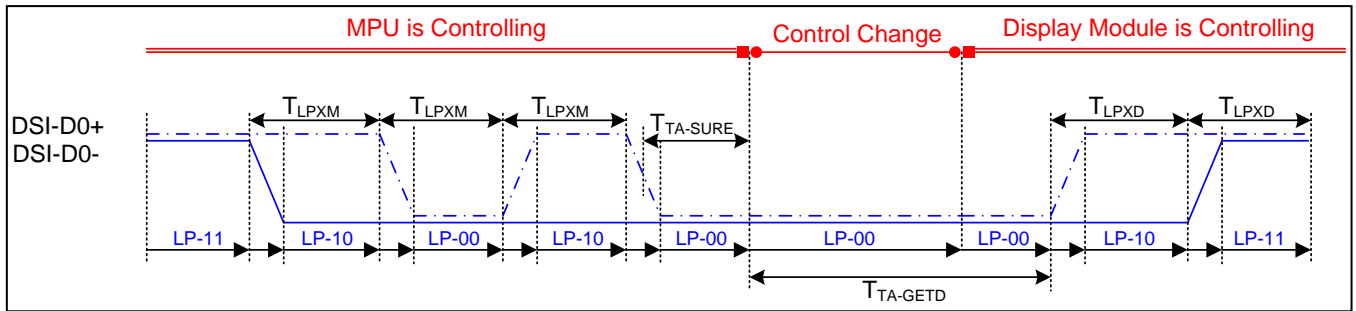 MPU is Controlling
Control Change
Display Module is Controlling
TLPXM
TLPXM
TLPXM
TTA-SURE
TLPXD
TLPXD
DSI-D0+
DSI-D0-
LP-11
LP-10
LP-00
LP-10
LP-00
LP-00
LP-00
LP-10
LP-11
TTA-GETD